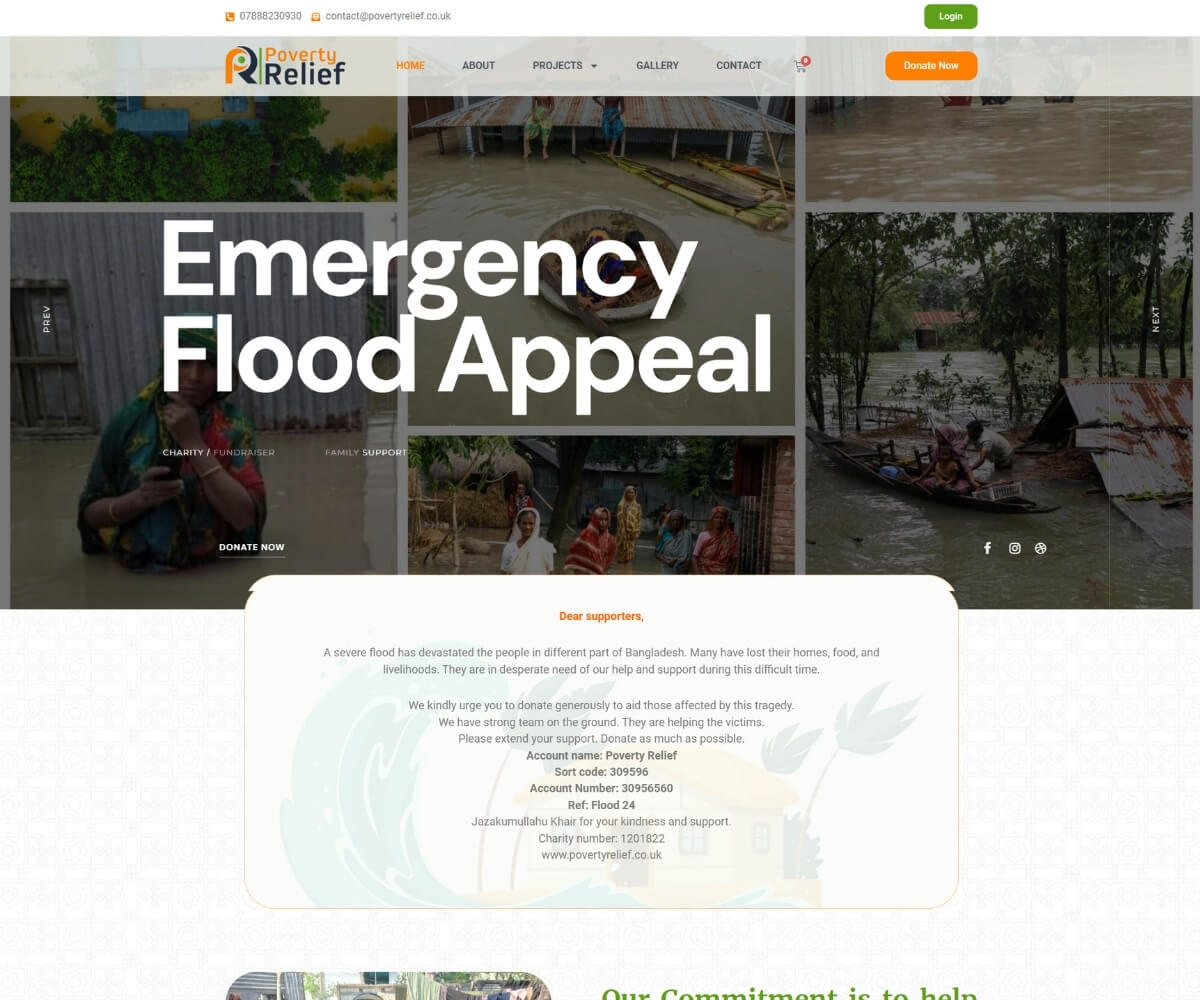 07888230930 contact@povertyrelief.co.uk Login
Poverty
Relief
HOME ABOUT PROJECTS GALLERY CONTACT 0 Donate Now
Emergency
Flood Appeal
PREV
NEXT
CHARITY / FUNDRAISER FAMILY SUPPORT
DONATE NOW
Dear supporters,
A severe flood has devastated the people in different part of Bangladesh. Many have lost their homes, food, and
livelihoods. They are in desperate need of our help and support during this difficult time.
We kindly urge you to donate generously to aid those affected by this tragedy.
We have strong team on the ground. They are helping the victims.
Please extend your support. Donate as much as possible.
Account name: Poverty Relief
Sort code: 309596
Account Number: 30956560
Ref: Flood 24
Jazakumullahu Khair for your kindness and support.
Charity number: 1201822
www.povertyrelief.co.uk
Our Commitment is to help